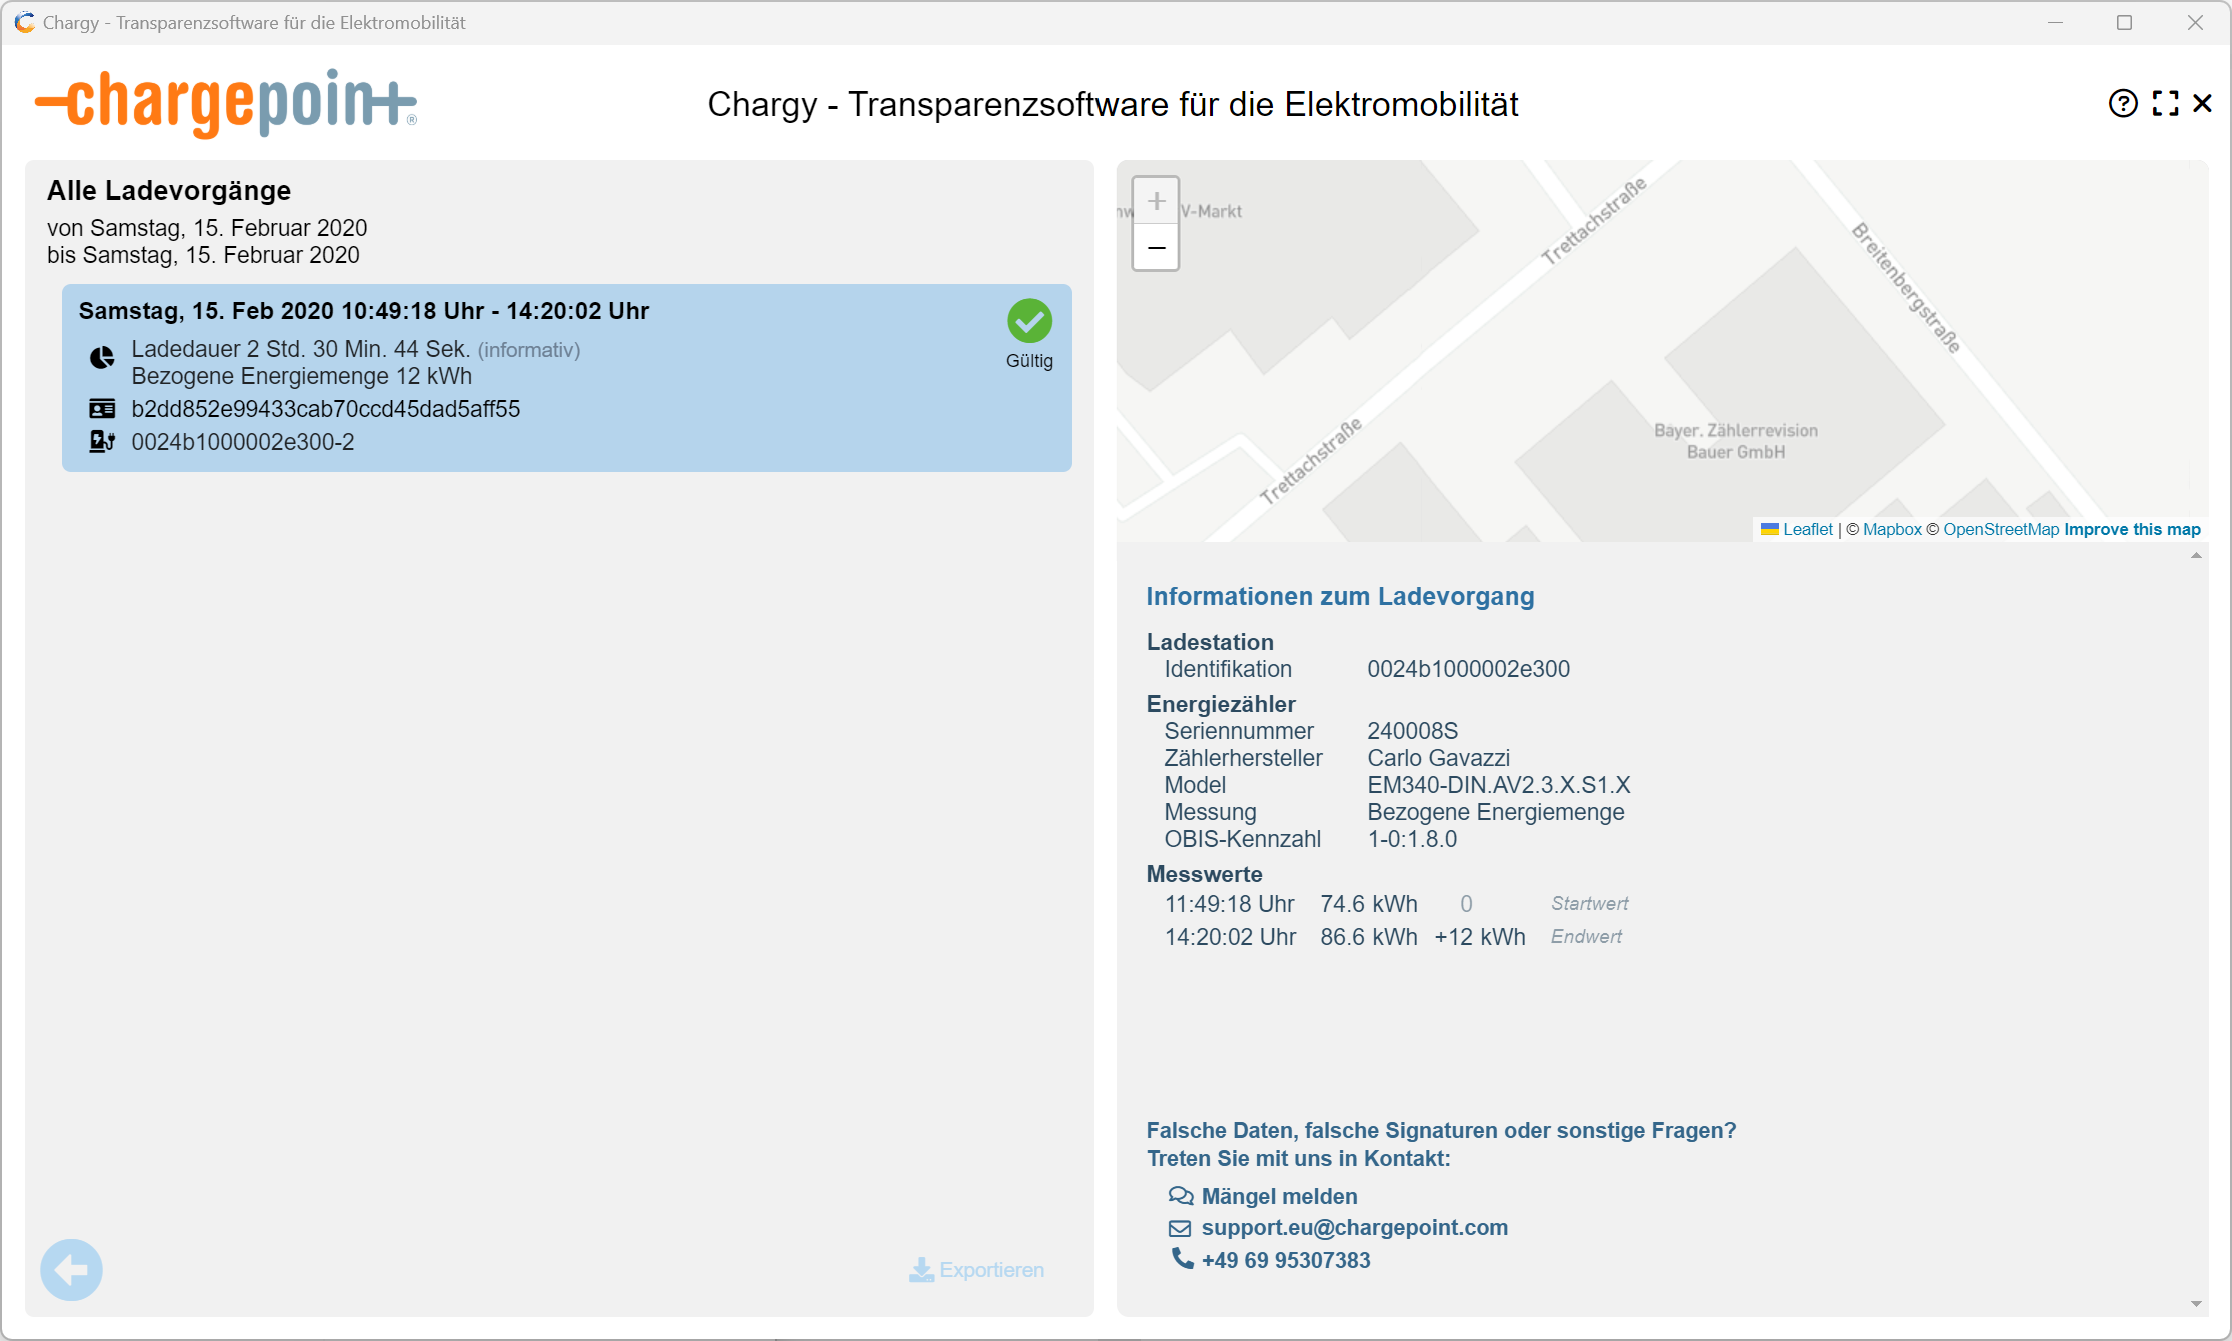 Chargy - Transparenzsoftware für die Elektromobilität
chargepoint®
Chargy - Transparenzsoftware für die Elektromobilität
Alle Ladevorgänge
von Samstag, 15. Februar 2020
bis Samstag, 15. Februar 2020
Samstag, 15. Feb 2020 10:49:18 Uhr - 14:20:02 Uhr
Ladedauer 2 Std. 30 Min. 44 Sek. (informativ)
Bezogene Energiemenge 12 kWh
b2dd852e99433cab70ccd45dad5aff55
0024b1000002e300-2
Gültig
Exportieren
+
−
V-Markt
Trettachstraße
Breitenbergstraße
Trettachstraße
Bayer. Zählerrevision
Bauer GmbH
Leaflet | © Mapbox © OpenStreetMap Improve this map
Informationen zum Ladevorgang
Ladestation
Identifikation 0024b1000002e300
Energiezähler
Seriennummer 240008S
Zählerhersteller Carlo Gavazzi
Model EM340-DIN.AV2.3.X.S1.X
Messung Bezogene Energiemenge
OBIS-Kennzahl 1-0:1.8.0
Messwerte
11:49:18 Uhr 74.6 kWh 0 Startwert
14:20:02 Uhr 86.6 kWh +12 kWh Endwert
Falsche Daten, falsche Signaturen oder sonstige Fragen?
Treten Sie mit uns in Kontakt:
Mängel melden
support.eu@chargepoint.com
+49 69 95307383